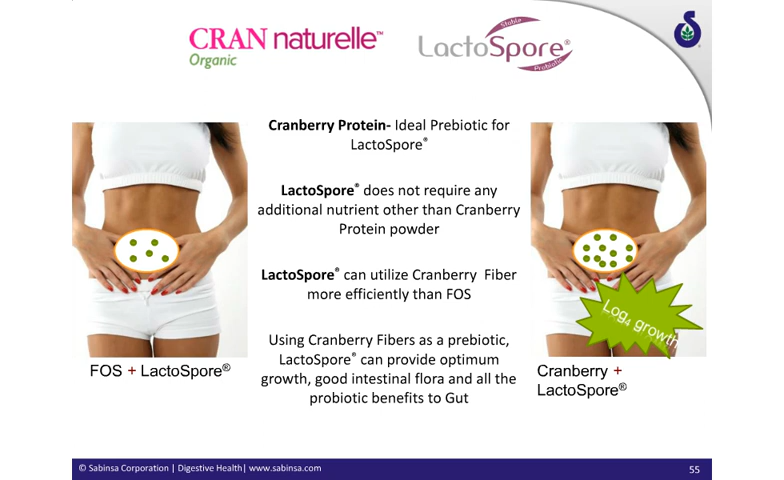 CRAN naturelle™
Organic
Stable
LactoSpore®
Probiotic
Cranberry Protein- Ideal Prebiotic for
LactoSpore®
LactoSpore® does not require any
additional nutrient other than Cranberry
Protein powder
LactoSpore® can utilize Cranberry Fiber
more efficiently than FOS
Using Cranberry Fibers as a prebiotic,
LactoSpore® can provide optimum
growth, good intestinal flora and all the
probiotic benefits to Gut
FOS + LactoSpore®
Log4 growth
Cranberry +
LactoSpore®
© Sabinsa Corporation | Digestive Health| www.sabinsa.com
55